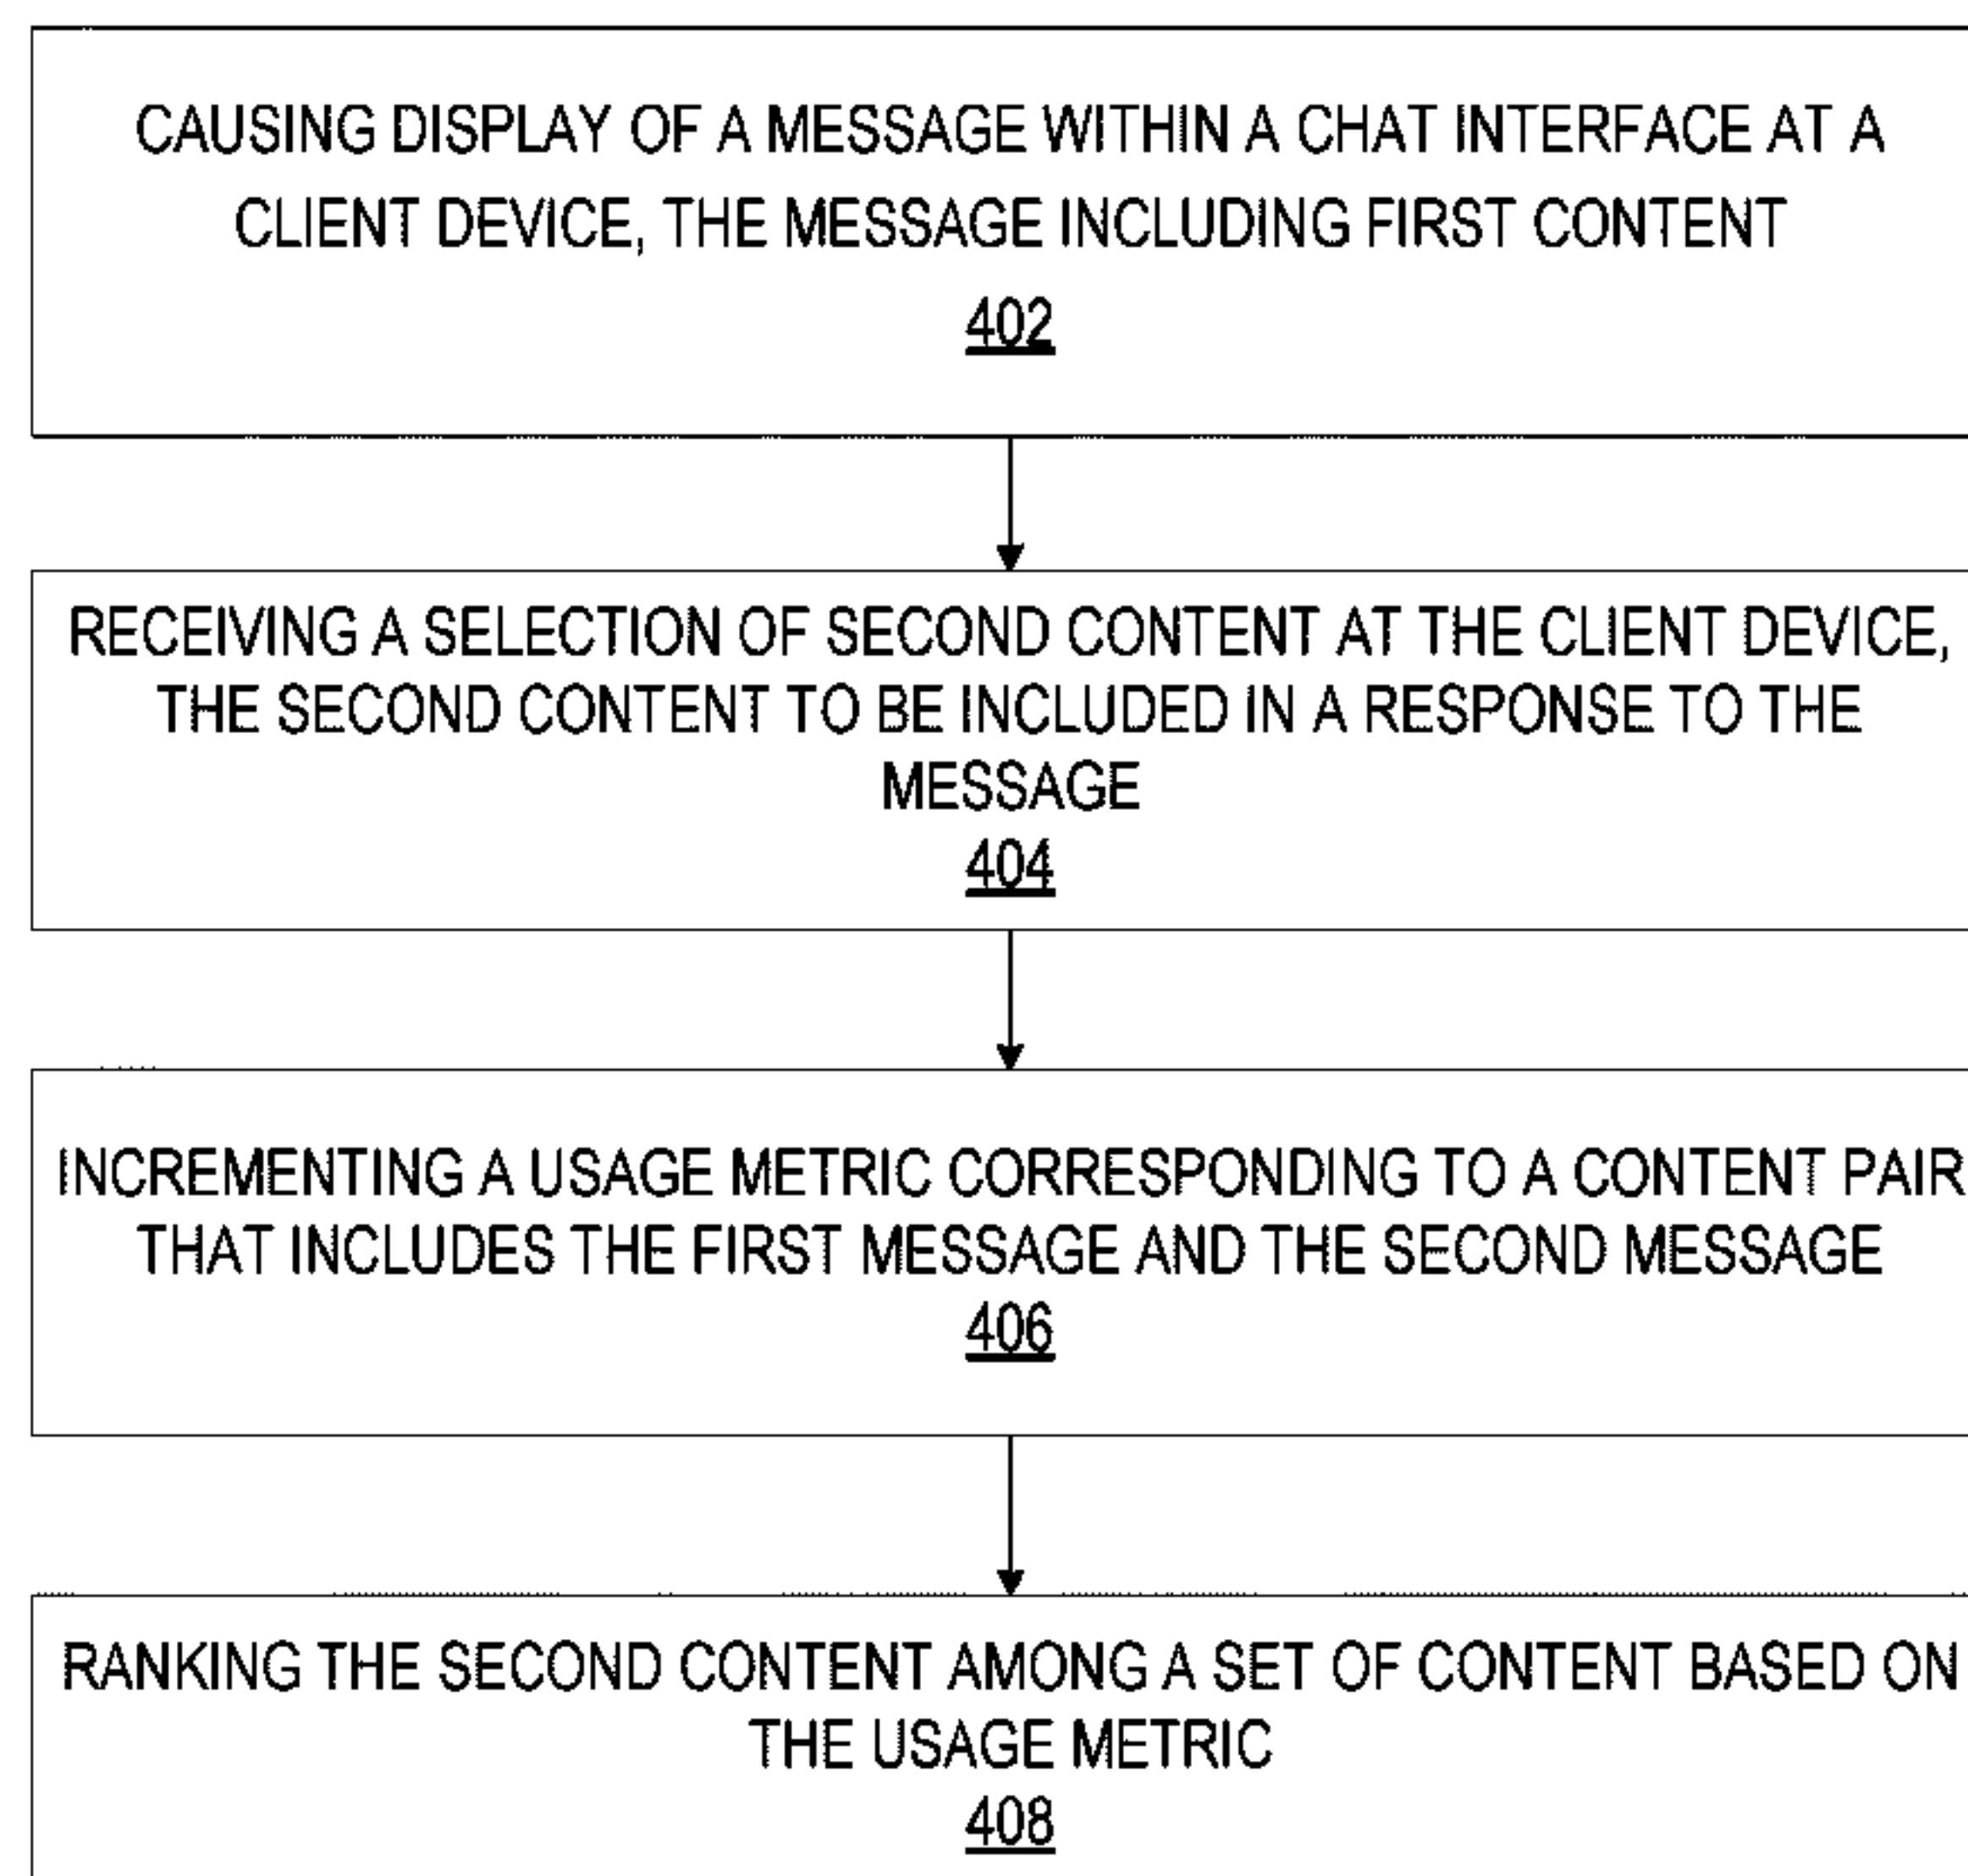 CAUSING DISPLAY OF A MESSAGE WITHIN A CHAT INTERFACE AT A
CLIENT DEVICE, THE MESSAGE INCLUDING FIRST CONTENT
402
RECEIVING A SELECTION OF SECOND CONTENT AT THE CLIENT DEVICE,
THE SECOND CONTENT TO BE INCLUDED IN A RESPONSE TO THE
MESSAGE
404
INCREMENTING A USAGE METRIC CORRESPONDING TO A CONTENT PAIR
THAT INCLUDES THE FIRST MESSAGE AND THE SECOND MESSAGE
406
RANKING THE SECOND CONTENT AMONG A SET OF CONTENT BASED ON
THE USAGE METRIC
408